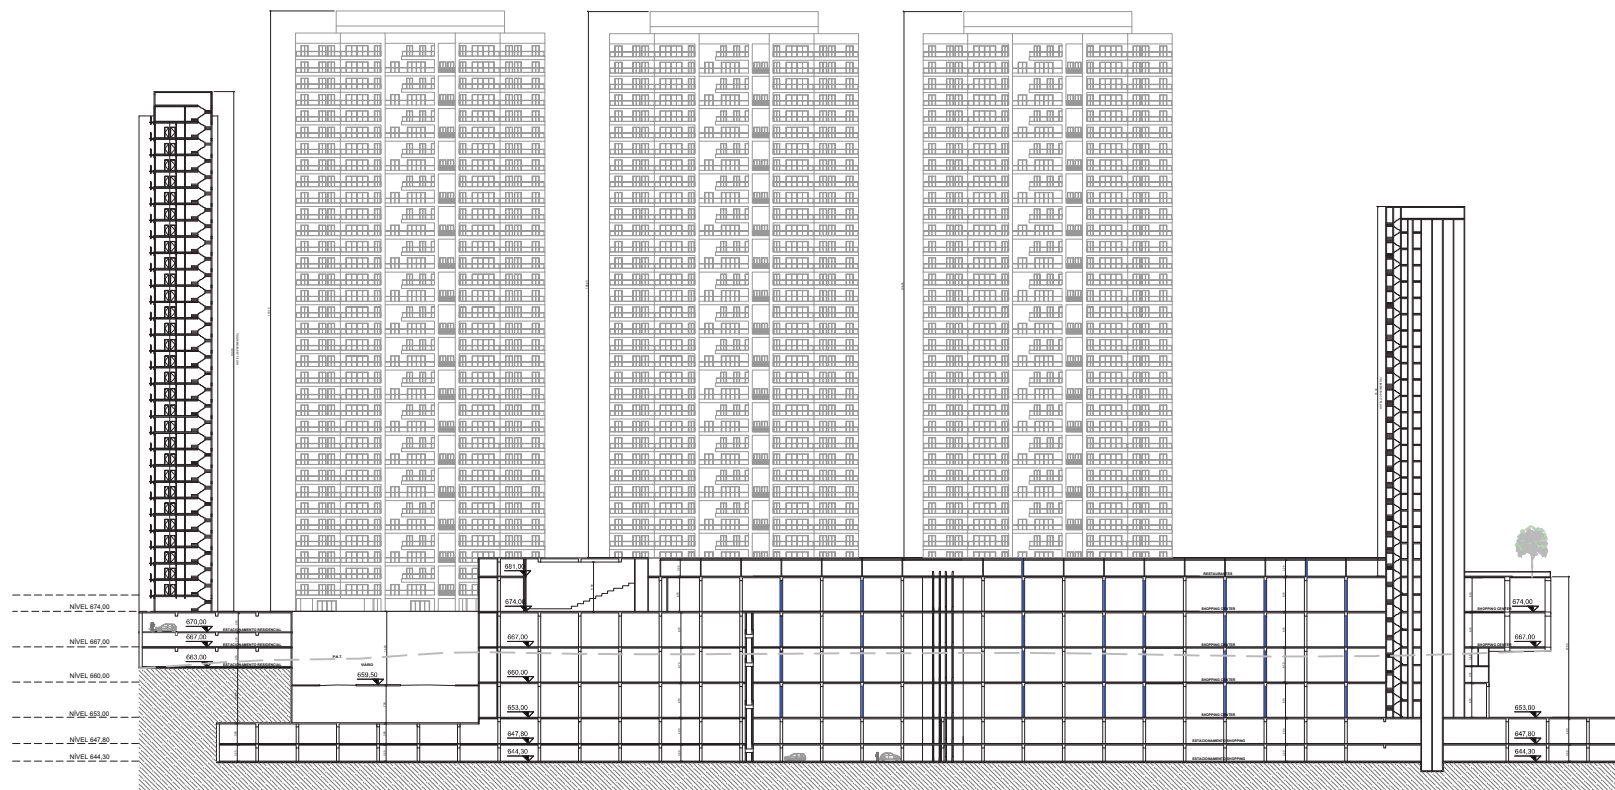 681,00
RESTAURANTES
NÍVEL 674,00
674,00
SHOPPING CENTER
SHOPPING CENTER
674,00
670,00
ESTACIONAMENTO RESIDENCIAL
NÍVEL 667,00
667,00
ESTACIONAMENTO RESIDENCIAL
667,00
SHOPPING CENTER
SHOPPING CENTER
667,00
663,00
ESTACIONAMENTO RESIDENCIAL
P.N.T.
VIÁRIO
NÍVEL 660,00
659,50
660,00
SHOPPING CENTER
NÍVEL 653,00
653,00
SHOPPING CENTER
653,00
NÍVEL 647,80
647,80
ESTACIONAMENTO SHOPPING
647,80
NÍVEL 644,30
644,30
ESTACIONAMENTO SHOPPING
644,30